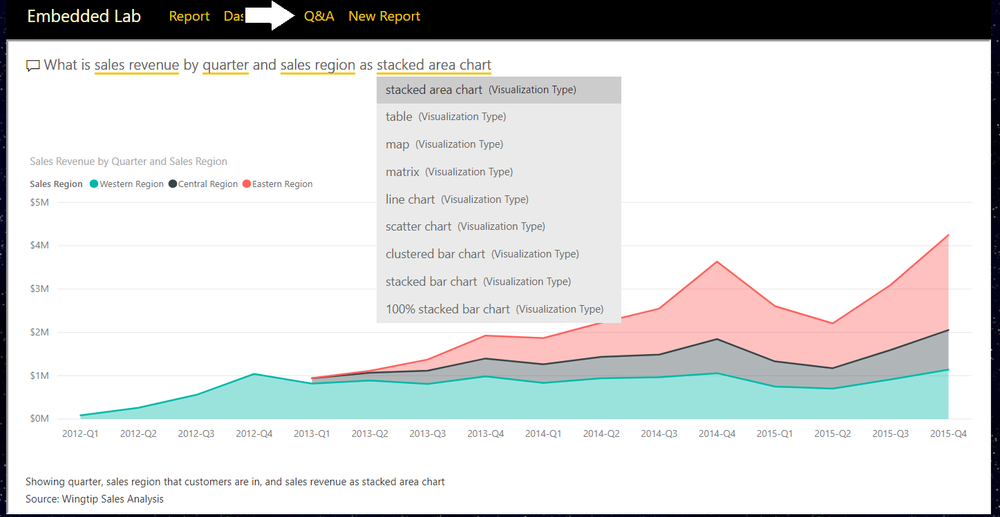 Embedded Lab Report Das Q&A New Report
What is sales revenue by quarter and sales region as stacked area chart
stacked area chart (Visualization Type)
table (Visualization Type)
map (Visualization Type)
matrix (Visualization Type)
line chart (Visualization Type)
scatter chart (Visualization Type)
clustered bar chart (Visualization Type)
stacked bar chart (Visualization Type)
100% stacked bar chart (Visualization Type)
Sales Revenue by Quarter and Sales Region
Sales Region Western Region Central Region Eastern Region
$5M
$4M
$3M
$2M
$1M
$0M
2012-Q1 2012-Q2 2012-Q3 2012-Q4 2013-Q1 2013-Q2 2013-Q3 2013-Q4 2014-Q1 2014-Q2 2014-Q3 2014-Q4 2015-Q1 2015-Q2 2015-Q3 2015-Q4
Showing quarter, sales region that customers are in, and sales revenue as stacked area chart
Source: Wingtip Sales Analysis